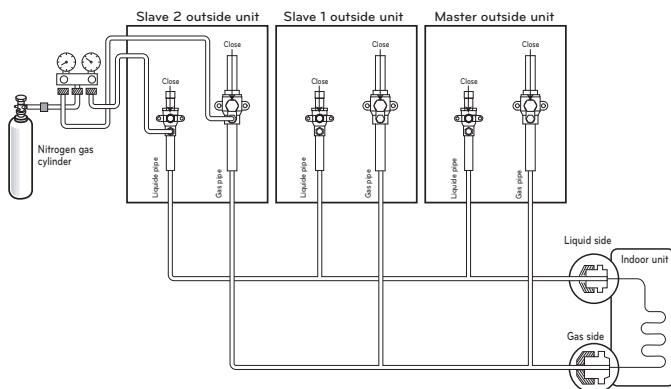 Slave 2 outside unit
Slave 1 outside unit
Master outside unit
Close
Close
Close
Close
Close
Close
Nitrogen gas
cylinder
Liquide pipe
Gas pipe
Liquide pipe
Gas pipe
Liquide pipe
Gas pipe
Liquid side
Indoor unit
Gas side